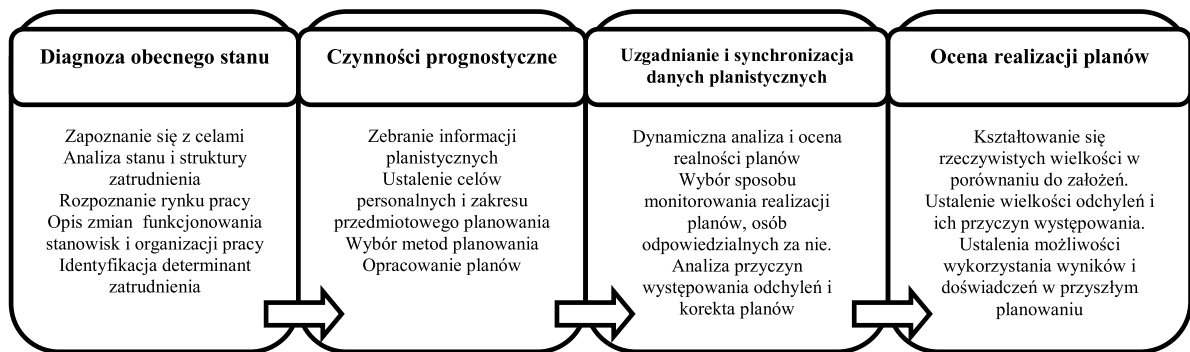 Diagnoza obecnego stanu
Zapoznanie się z celami
Analiza stanu i struktury
zatrudnienia
Rozpoznanie rynku pracy
Opis zmian funkcjonowania
stanowisk i organizacji pracy
Identyfikacja determinant
zatrudnienia
Czynności prognostyczne
Zebranie informacji
planistycznych
Ustalenie celów
personalnych i zakresu
przedmiotowego planowania
Wybór metod planowania
Opracowanie planów
Uzgadnianie i synchronizacja
danych planistycznych
Dynamiczna analiza i ocena
realności planów
Wybór sposobu
monitorowania realizacji
planów, osób
odpowiedzialnych za nie.
Analiza przyczyn
występowania odchyleń i
korekta planów
Ocena realizacji planów
Kształtowanie się
rzeczywistych wielkości w
porównaniu do założeń.
Ustalenie wielkości odchyleń i
ich przyczyn występowania.
Ustalenia możliwości
wykorzystania wyników i
doświadczeń w przyszłym
planowaniu